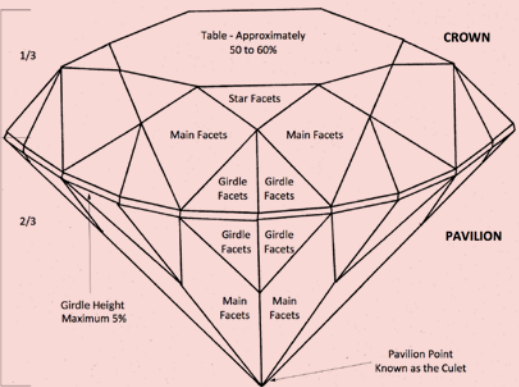 Table - Approximately
50 to 60%
CROWN
1/3
Star Facets
Main Facets
Main Facets
Girdle
Facets
Girdle
Facets
2/3
Girdle
Facets
Girdle
Facets
PAVILION
Main
Facets
Main
Facets
Girdle Height
Maximum 5%
Pavilion Point
Known as the Culet